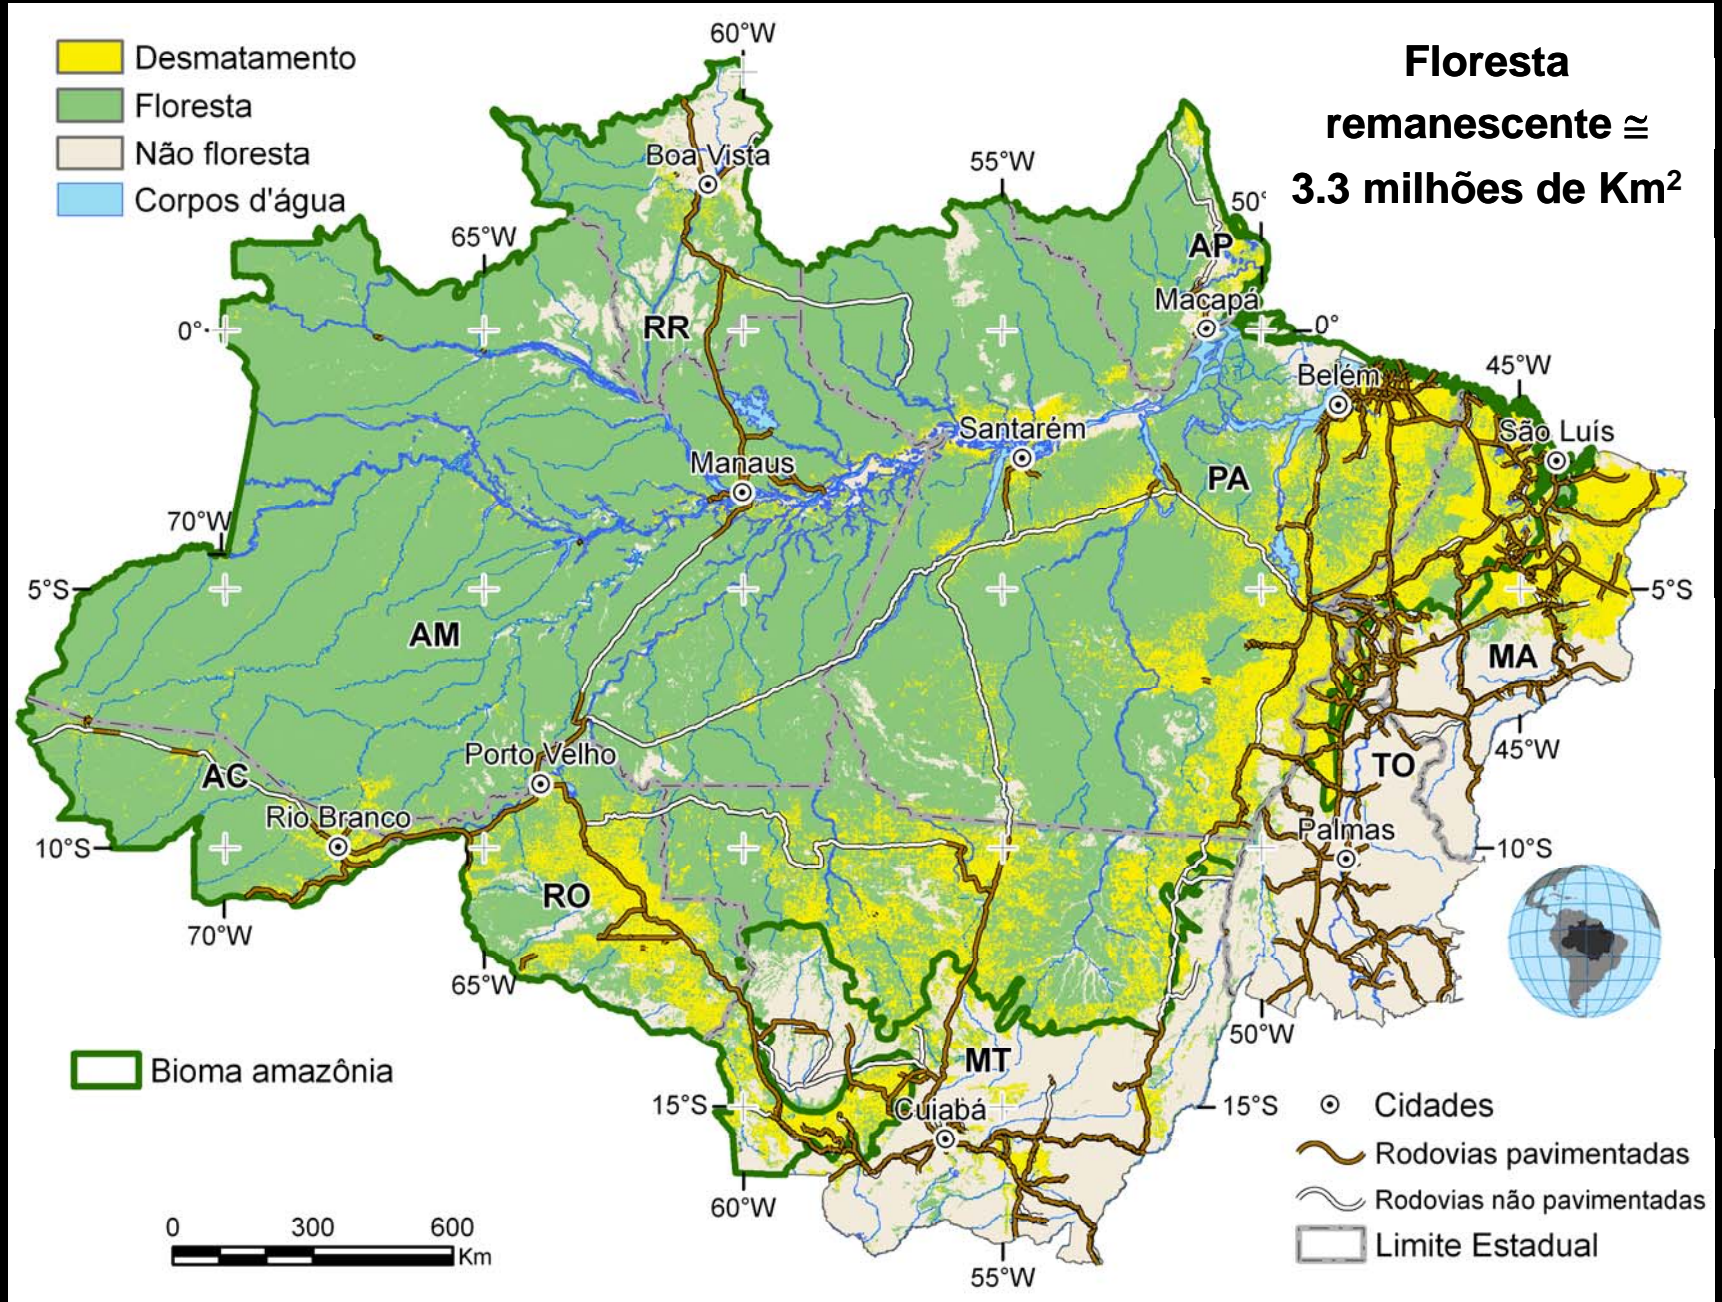 60°W
Desmatamento
Floresta
Não floresta
Corpos d'água
Floresta
remanescente ≅
3.3 milhões de Km²
Boa Vista
55°W
50°
65°W
AP
Macapá
0°
RR
0°
45°W
Belém
Santarém
São Luís
Manaus
PA
70°W
5°S
5°S
AM
MA
45°W
Porto Velho
TO
AC
Rio Branco
Palmas
10°S
10°S
RO
70°W
65°W
50°W
MT
Bioma amazônia
15°S
15°S
Cuiabá
Cidades
Rodovias pavimentadas
Rodovias não pavimentadas
Limite Estadual
60°W
0 300 600
Km
55°W